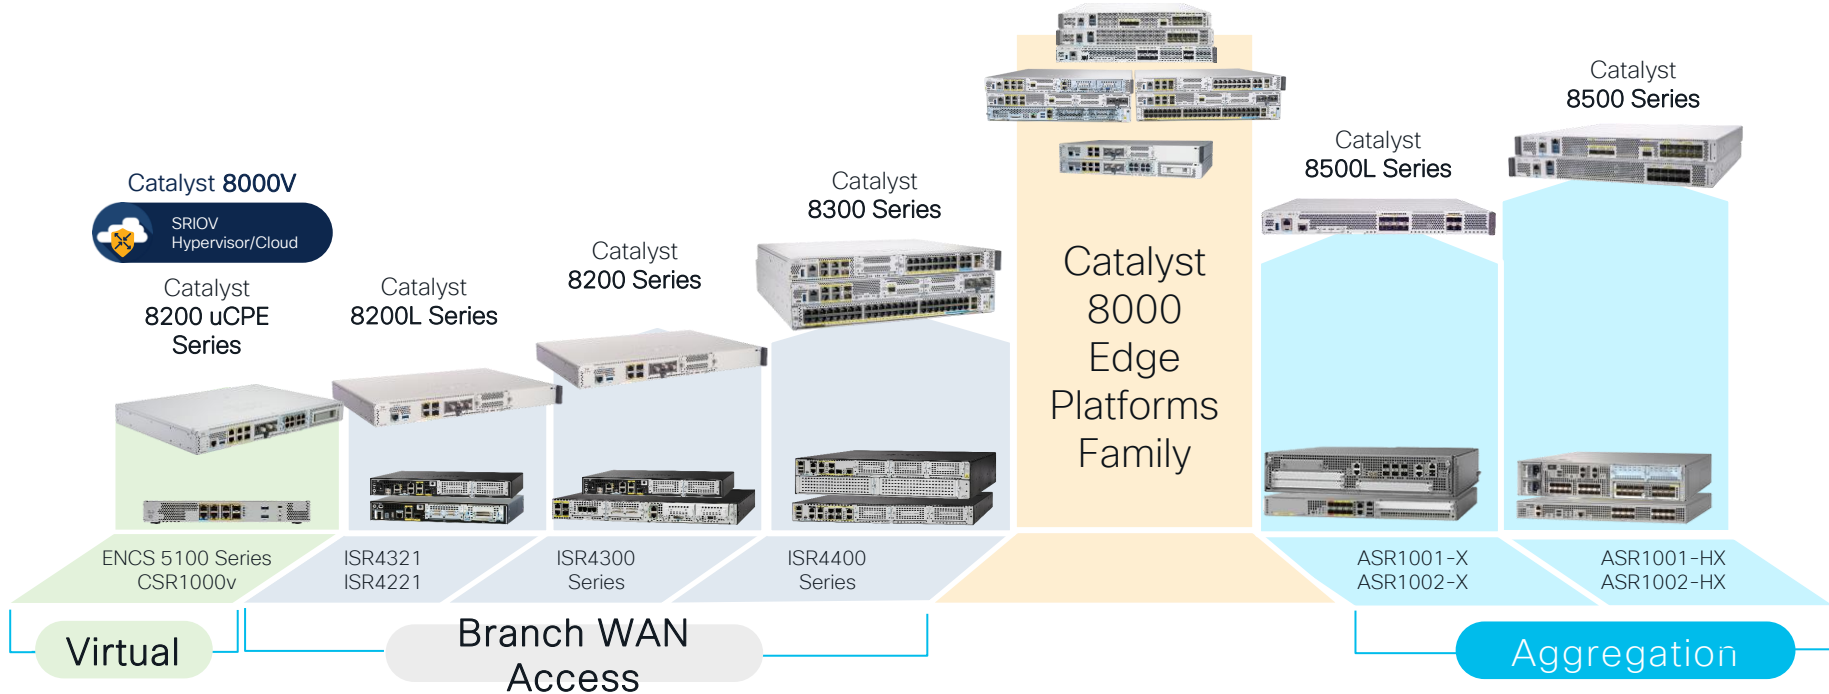 Catalyst 8000V
SRIOV
Hypervisor/Cloud
Catalyst
8200 uCPE
Series
Catalyst
8200L Series
Catalyst
8200 Series
Catalyst
8300 Series
Catalyst
8000
Edge
Platforms
Family
Catalyst
8500L Series
Catalyst
8500 Series
ENCS 5100 Series
CSR1000v
ISR4321
ISR4221
ISR4300
Series
ISR4400
Series
ASR1001-X
ASR1002-X
ASR1001-HX
ASR1002-HX
Virtual
Branch WAN
Access
Aggregation